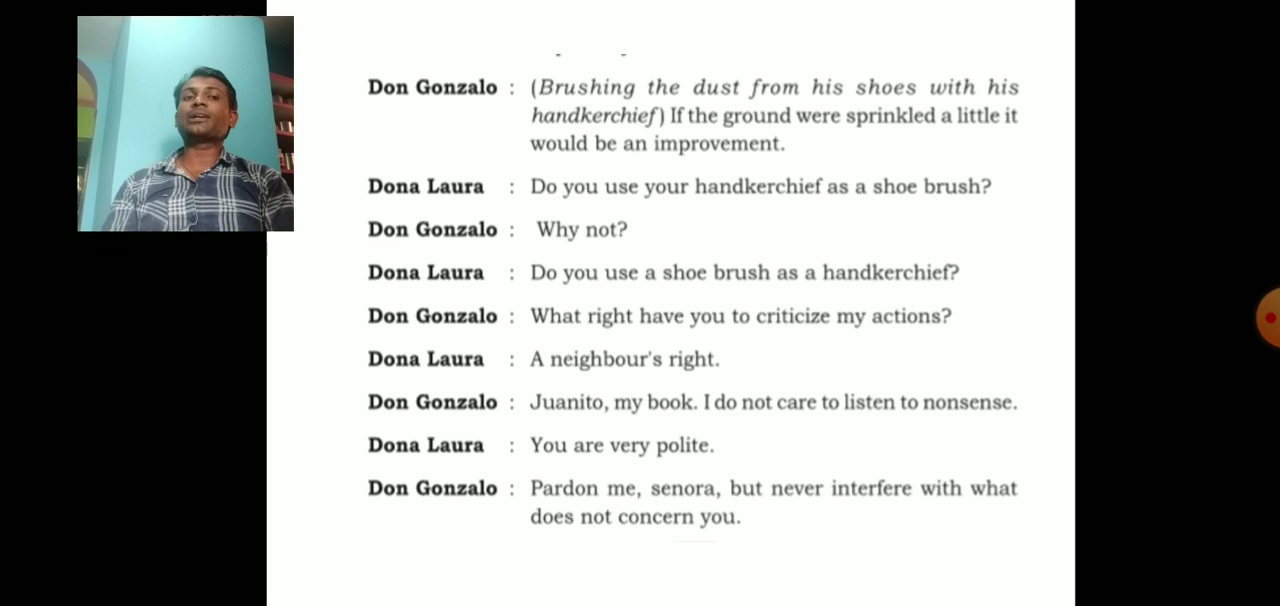 Don Gonzalo : (Brushing the dust from his shoes with his
handkerchief) If the ground were sprinkled a little it
would be an improvement.
Dona Laura : Do you use your handkerchief as a shoe brush?
Don Gonzalo : Why not?
Dona Laura : Do you use a shoe brush as a handkerchief?
Don Gonzalo : What right have you to criticize my actions?
Dona Laura : A neighbour's right.
Don Gonzalo : Juanito, my book. I do not care to listen to nonsense.
Dona Laura : You are very polite.
Don Gonzalo : Pardon me, senora, but never interfere with what
does not concern you.